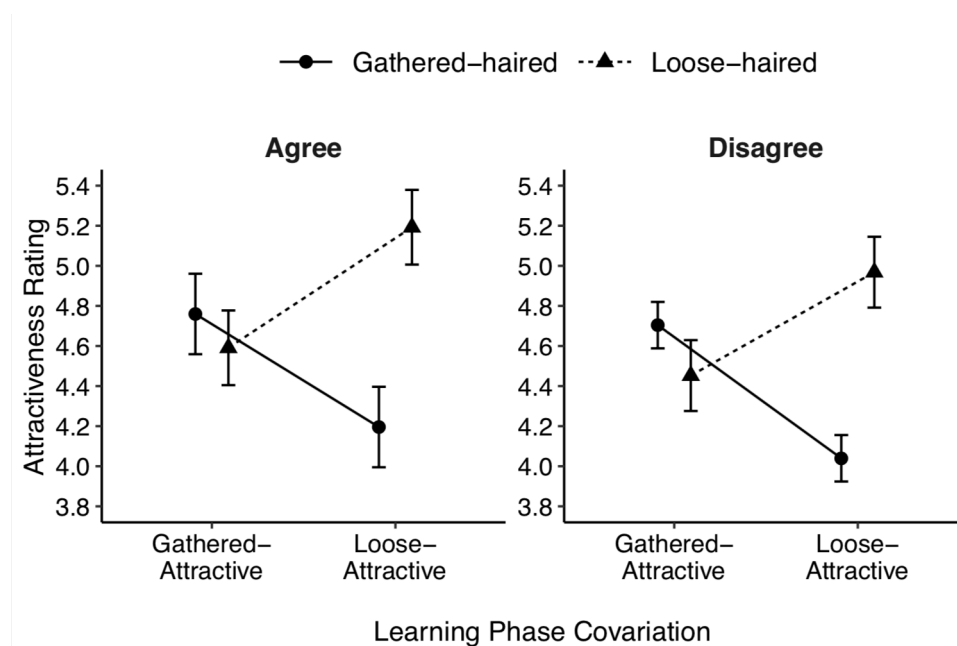 Gathered−haired Loose−haired
Agree Disagree
Attractiveness Rating
5.4
5.2
5.0
4.8
4.6
4.4
4.2
4.0
3.8
5.4
5.2
5.0
4.8
4.6
4.4
4.2
4.0
3.8
Gathered−
Attractive
Loose−
Attractive
Gathered−
Attractive
Loose−
Attractive
Learning Phase Covariation